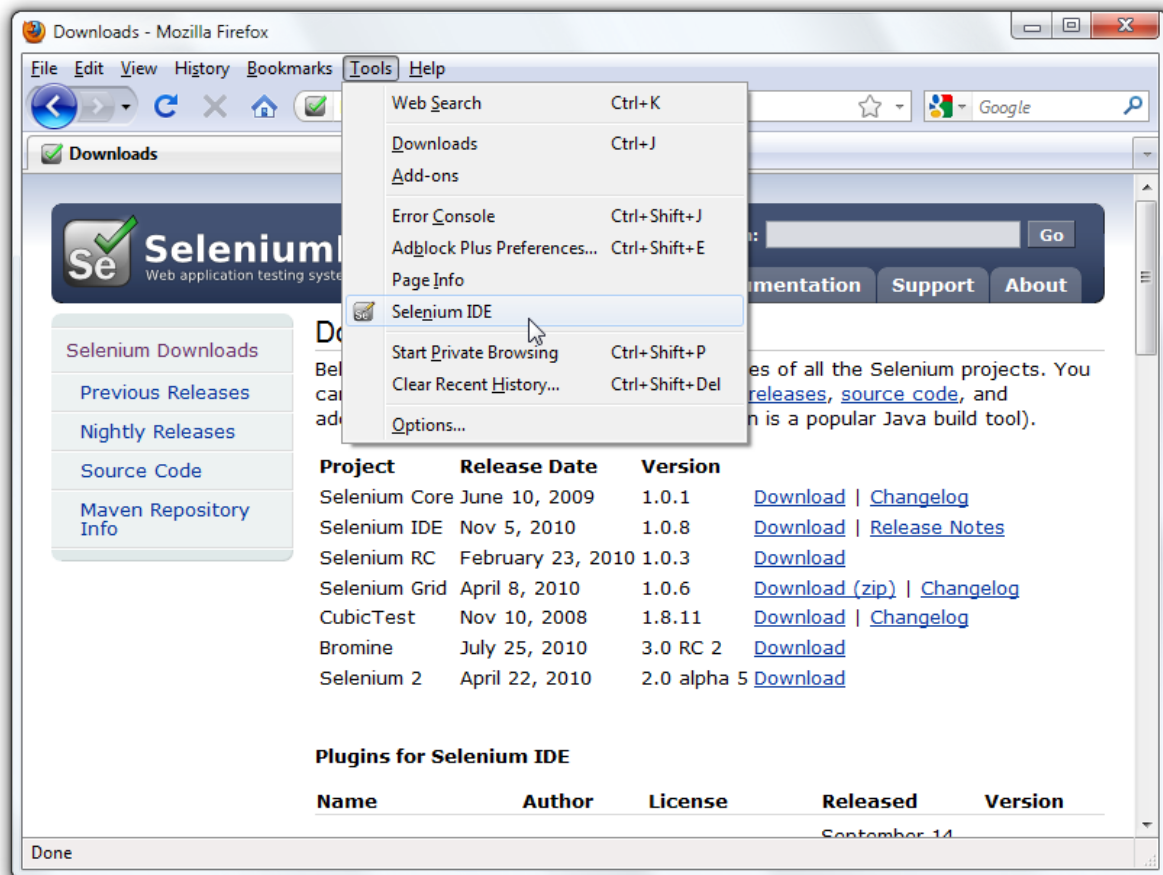 Downloads - Mozilla Firefox
File Edit View History Bookmarks Tools Help
Google
Downloads
Web Search Ctrl+K
Downloads Ctrl+J
Add-ons
Error Console Ctrl+Shift+J
Adblock Plus Preferences... Ctrl+Shift+E
Page Info
Selenium IDE
Start Private Browsing Ctrl+Shift+P
Clear Recent History... Ctrl+Shift+Del
Options...
Se
Web application testing
Go
Support About
Selenium Downloads
Previous Releases
Nightly Releases
Source Code
Maven Repository
Info
of all the Selenium projects. You
releases, source code, and
is a popular Java build tool).
Project Release Date Version
Selenium Core June 10, 2009 1.0.1 Download | Changelog
Selenium IDE Nov 5, 2010 1.0.8 Download | Release Notes
Selenium RC February 23, 2010 1.0.3 Download
Selenium Grid April 8, 2010 1.0.6 Download (zip) | Changelog
CubicTest Nov 10, 2008 1.8.11 Download | Changelog
Bromine July 25, 2010 3.0 RC 2 Download
Selenium 2 April 22, 2010 2.0 alpha 5 Download
Plugins for Selenium IDE
Name Author License Released Version
September 14
Done